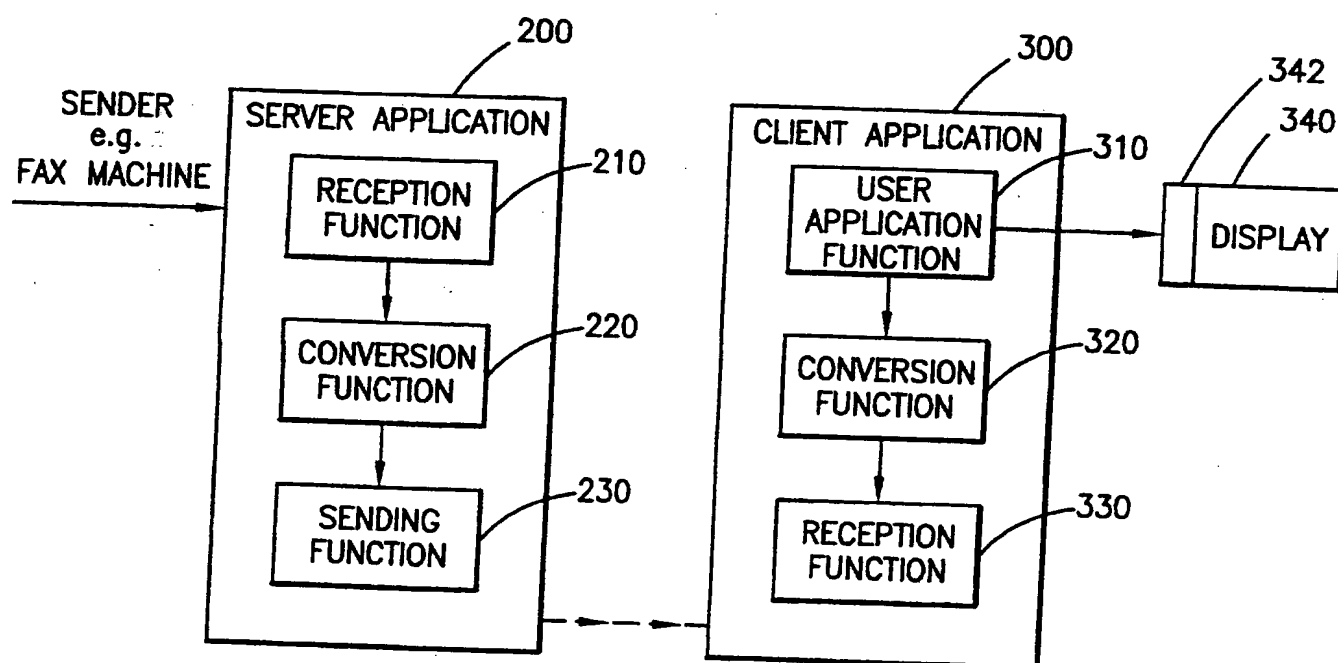 200
300
342
340
SENDER
e.g.
FAX MACHINE
SERVER APPLICATION
RECEPTION
FUNCTION
210
CONVERSION
FUNCTION
220
SENDING
FUNCTION
230
CLIENT APPLICATION
USER
APPLICATION
FUNCTION
310
CONVERSION
FUNCTION
320
RECEPTION
FUNCTION
330
DISPLAY